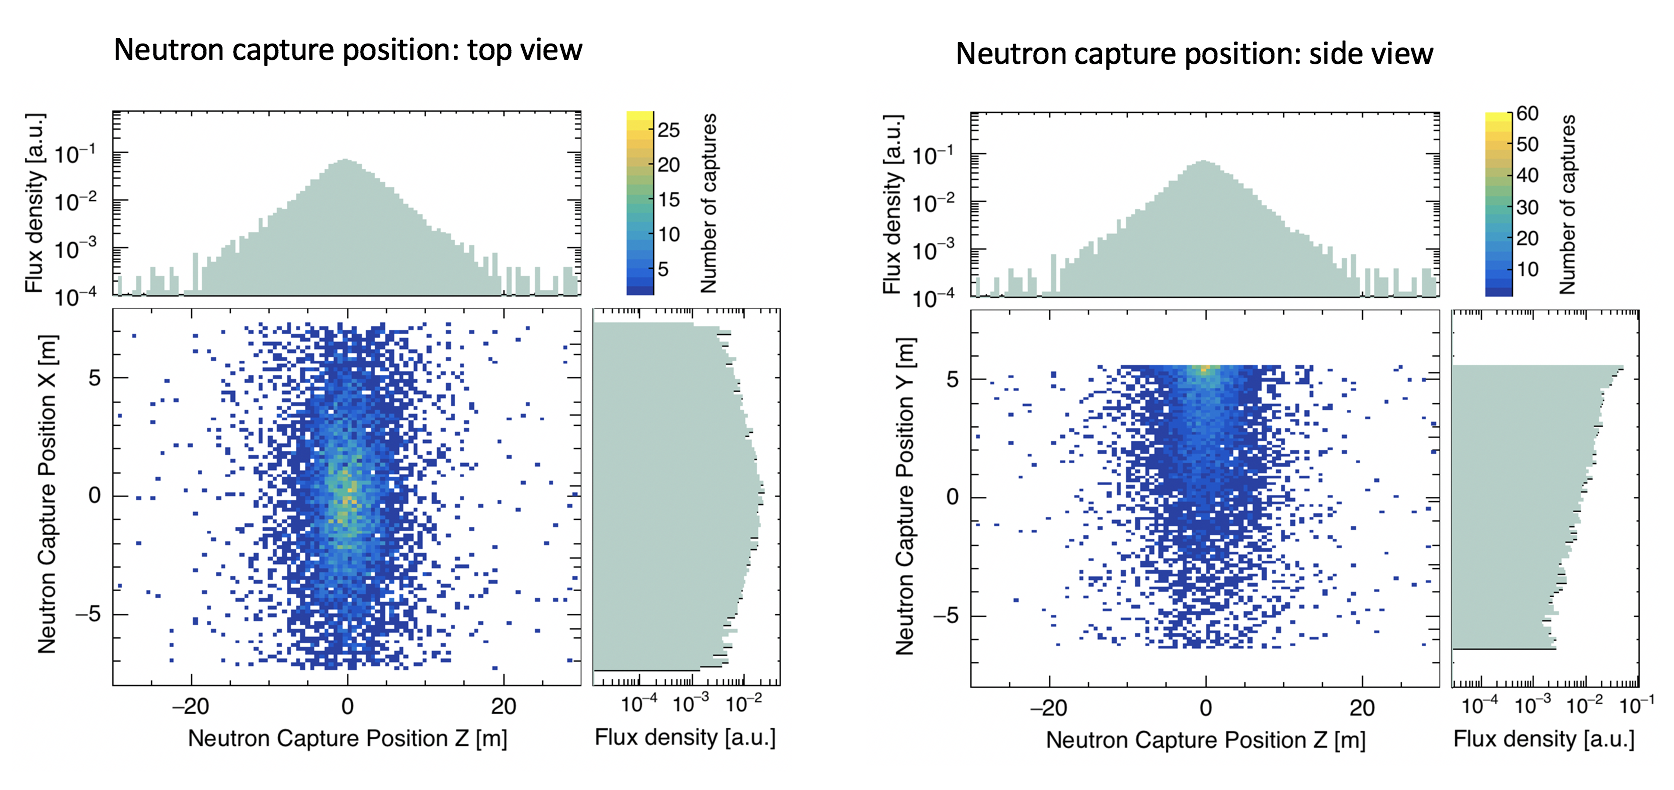 Neutron capture position: top view
Flux density [a.u.]
10⁻¹
10⁻²
10⁻³
10⁻⁴
25
20
15
10
5
Number of captures
Neutron Capture Position X [m]
5
0
−5
−20
0
20
Neutron Capture Position Z [m]
10⁻⁴ 10⁻³ 10⁻²
Flux density [a.u.]
Neutron capture position: side view
Flux density [a.u.]
10⁻¹
10⁻²
10⁻³
10⁻⁴
60
50
40
30
20
10
Number of captures
Neutron Capture Position Y [m]
5
0
−5
−20
0
20
Neutron Capture Position Z [m]
10⁻⁴ 10⁻³ 10⁻² 10⁻¹
Flux density [a.u.]